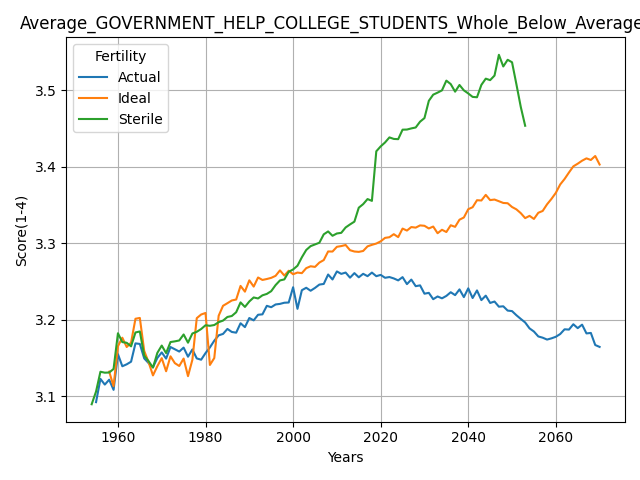 Average_GOVERNMENT_HELP_COLLEGE_STUDENTS_Whole_Below_Average
Fertility
Actual
Ideal
Sterile
Score(1-4)
3.5
3.4
3.3
3.2
3.1
1960 1980 2000 2020 2040 2060
Years